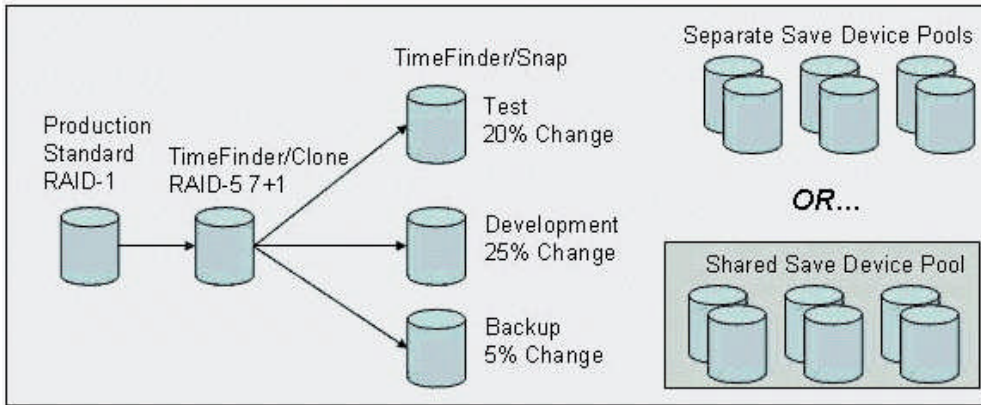 Production
Standard
RAID-1
TimeFinder/Clone
RAID-5 7+1
TimeFinder/Snap
Test
20% Change
Development
25% Change
Backup
5% Change
Separate Save Device Pools
OR...
Shared Save Device Pool